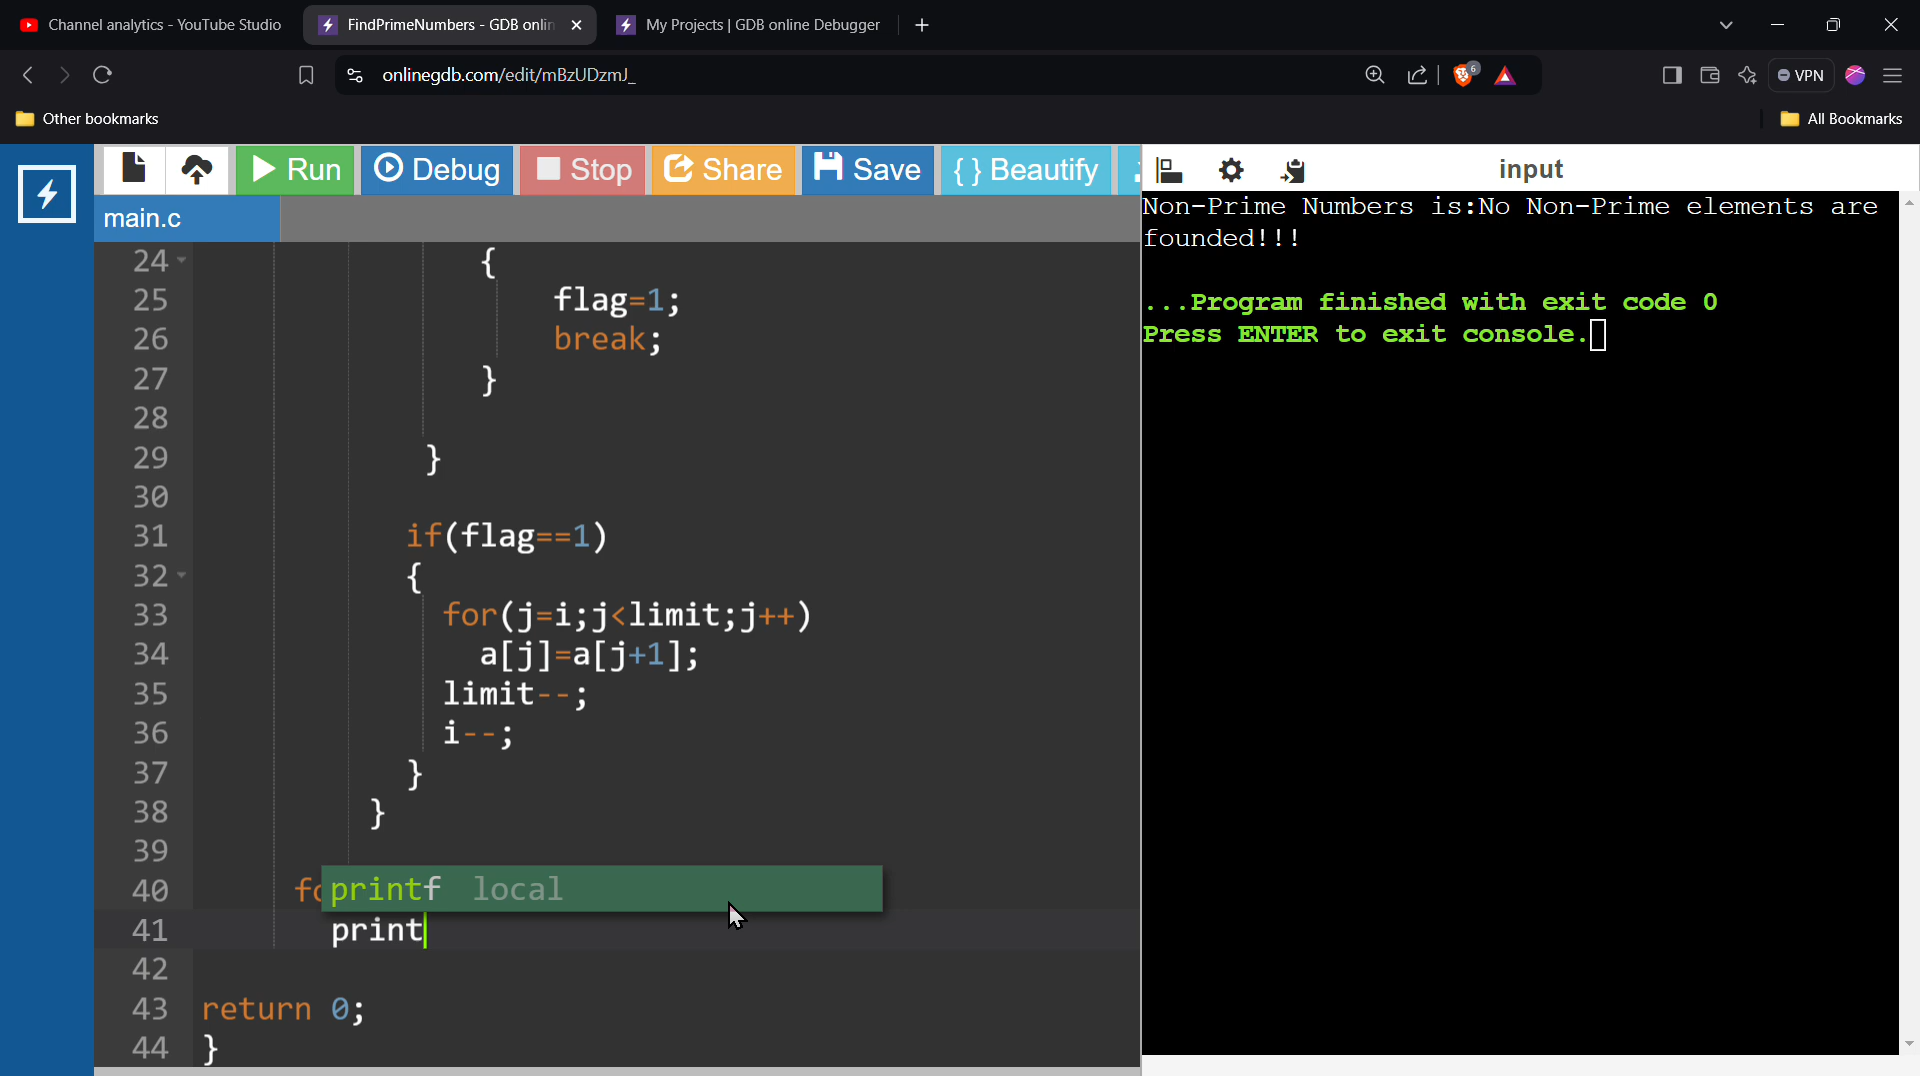 Channel analytics - YouTube Studio
FindPrimeNumbers - GDB onlin
My Projects | GDB online Debugger
onlinegdb.com/edit/mBzUDzmJ_
6
VPN
Other bookmarks
All Bookmarks
Run
Debug
Stop
Share
Save
{ } Beautify
input
main.c
24 {
25 flag=1;
26 break;
27 }
28
29 }
30
31 if(flag==1)
32 {
33 for(j=i;j<limit;j++)
34 a[j]=a[j+1];
35 limit--;
36 i--;
37 }
38 }
39
40 fo
printf local
41 print
42
43 return 0;
44 }
Non-Prime Numbers is:No Non-Prime elements are
founded!!!
...Program finished with exit code 0
Press ENTER to exit console.